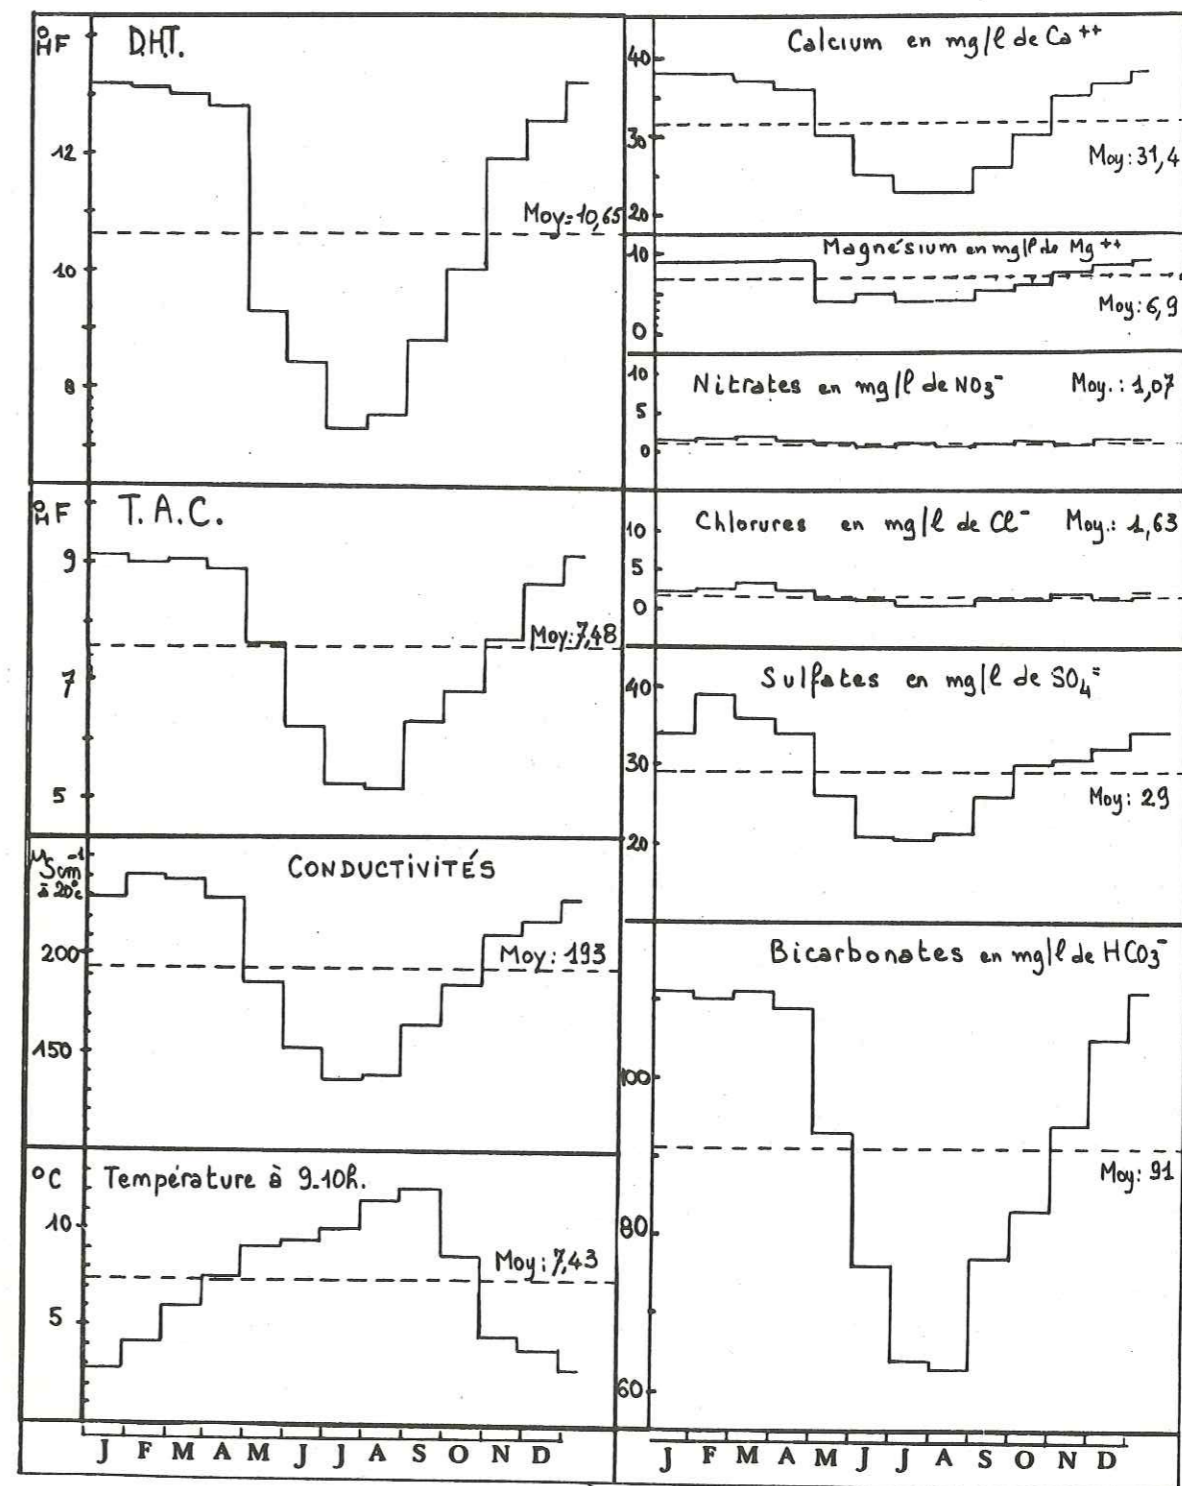 °HF D.H.T.
12
10
8
Moy=10,65
°HF T.A.C.
9
7
5
Moy:7,48
µScm-1
à 20°c
CONDUCTIVITÉS
200
150
Moy: 193
°C Température à 9-10h.
10
5
Moy: 7,43
J F M A M J J A S O N D
Calcium en mg/l de Ca++
40
30
20
Moy: 31,4
Magnésium en mg/l de Mg++
10
0
Moy: 6,9
Nitrates en mg/l de NO3- Moy.: 1,07
10
5
0
Chlorures en mg/l de Cl- Moy.: 1,63
10
5
0
Sulfates en mg/l de SO4=
40
30
20
Moy: 29
Bicarbonates en mg/l de HCO3-
100
80
60
Moy: 91
J F M A M J J A S O N D